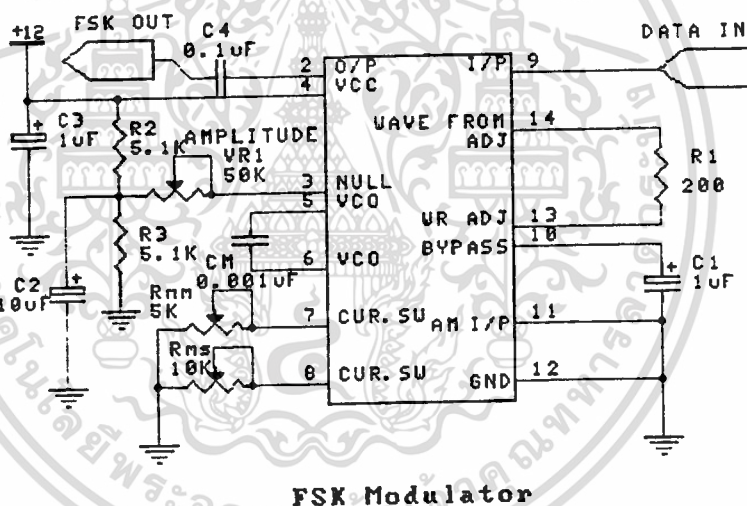 FSK OUT
+12
C4
0.1uF
DATA IN
2
O/P
I/P
9
4
VCC
C3
1uF
R2
5.1K
AMPLITUDE
VR1
50K
WAVE FROM
ADJ
14
R1
200
3
NULL
5
VCO
WR ADJ
13
R3
5.1K
BYPASS
10
CM
0.001uF
6
VCO
C2
10uF
C1
1uF
Rmm
5K
7
CUR.SW
AM I/P
11
Rms
10K
8
CUR.SW
GND
12
FSK Modulator